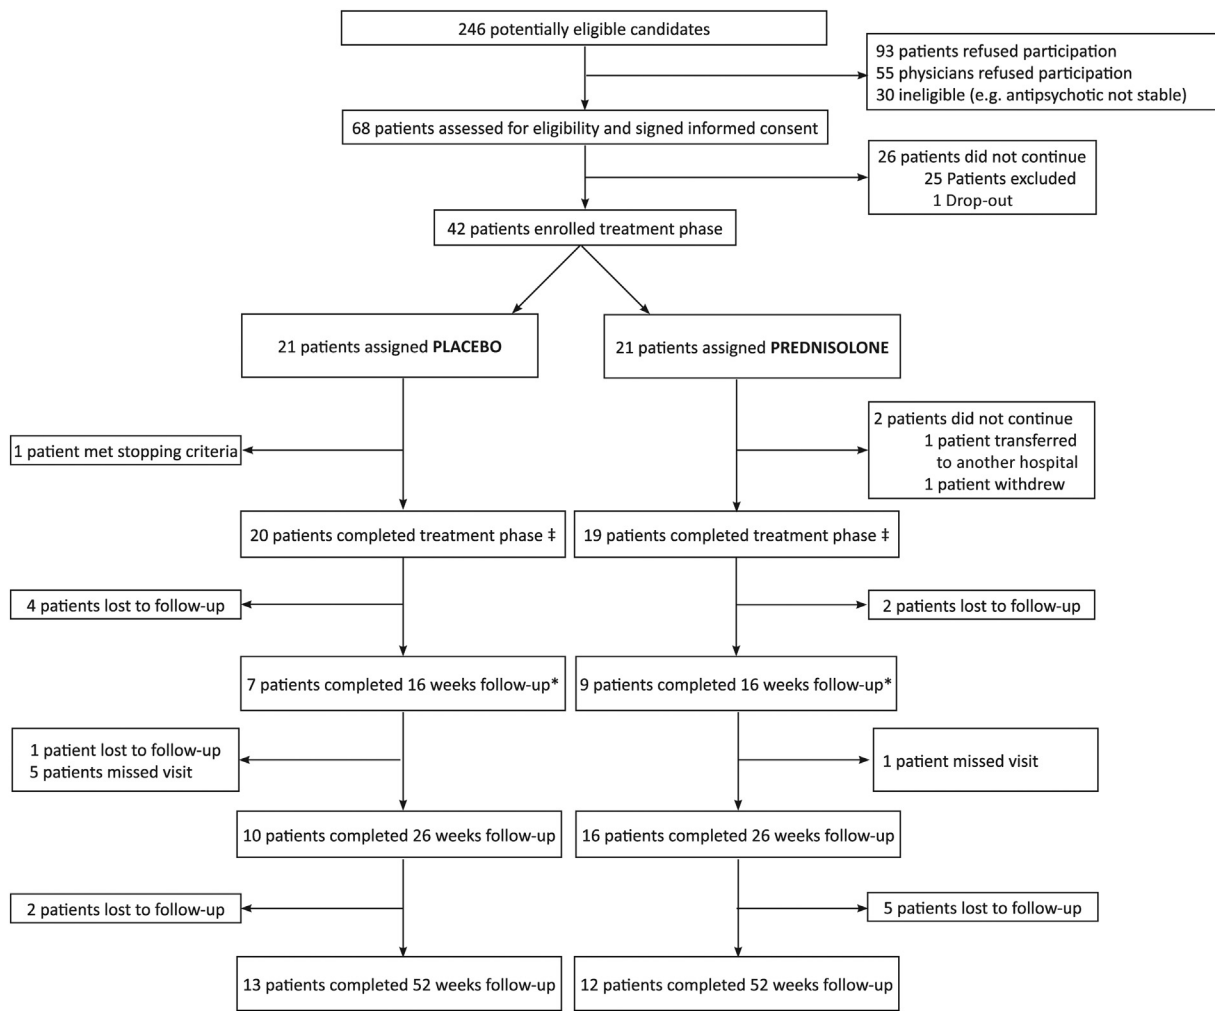 246 potentially eligible candidates
93 patients refused participation
55 physicians refused participation
30 ineligible (e.g. antipsychotic not stable)
68 patients assessed for eligibility and signed informed consent
26 patients did not continue
25 Patients excluded
1 Drop-out
42 patients enrolled treatment phase
21 patients assigned PLACEBO
21 patients assigned PREDNISOLONE
1 patient met stopping criteria
2 patients did not continue
1 patient transferred
to another hospital
1 patient withdrew
20 patients completed treatment phase ‡
19 patients completed treatment phase ‡
4 patients lost to follow-up
2 patients lost to follow-up
7 patients completed 16 weeks follow-up*
9 patients completed 16 weeks follow-up*
1 patient lost to follow-up
5 patients missed visit
1 patient missed visit
10 patients completed 26 weeks follow-up
16 patients completed 26 weeks follow-up
2 patients lost to follow-up
5 patients lost to follow-up
13 patients completed 52 weeks follow-up
12 patients completed 52 weeks follow-up